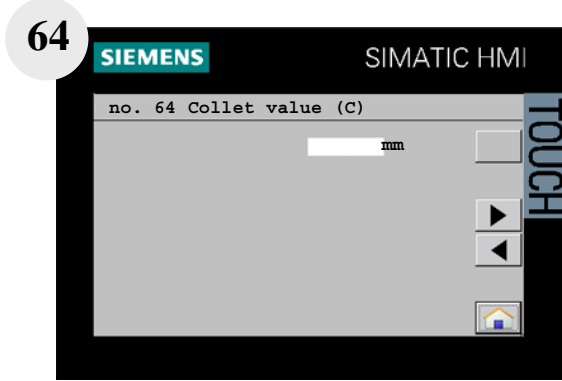 64
SIEMENS
SIMATIC HMI
TOUCH
no. 64 Collet value (C)
mm